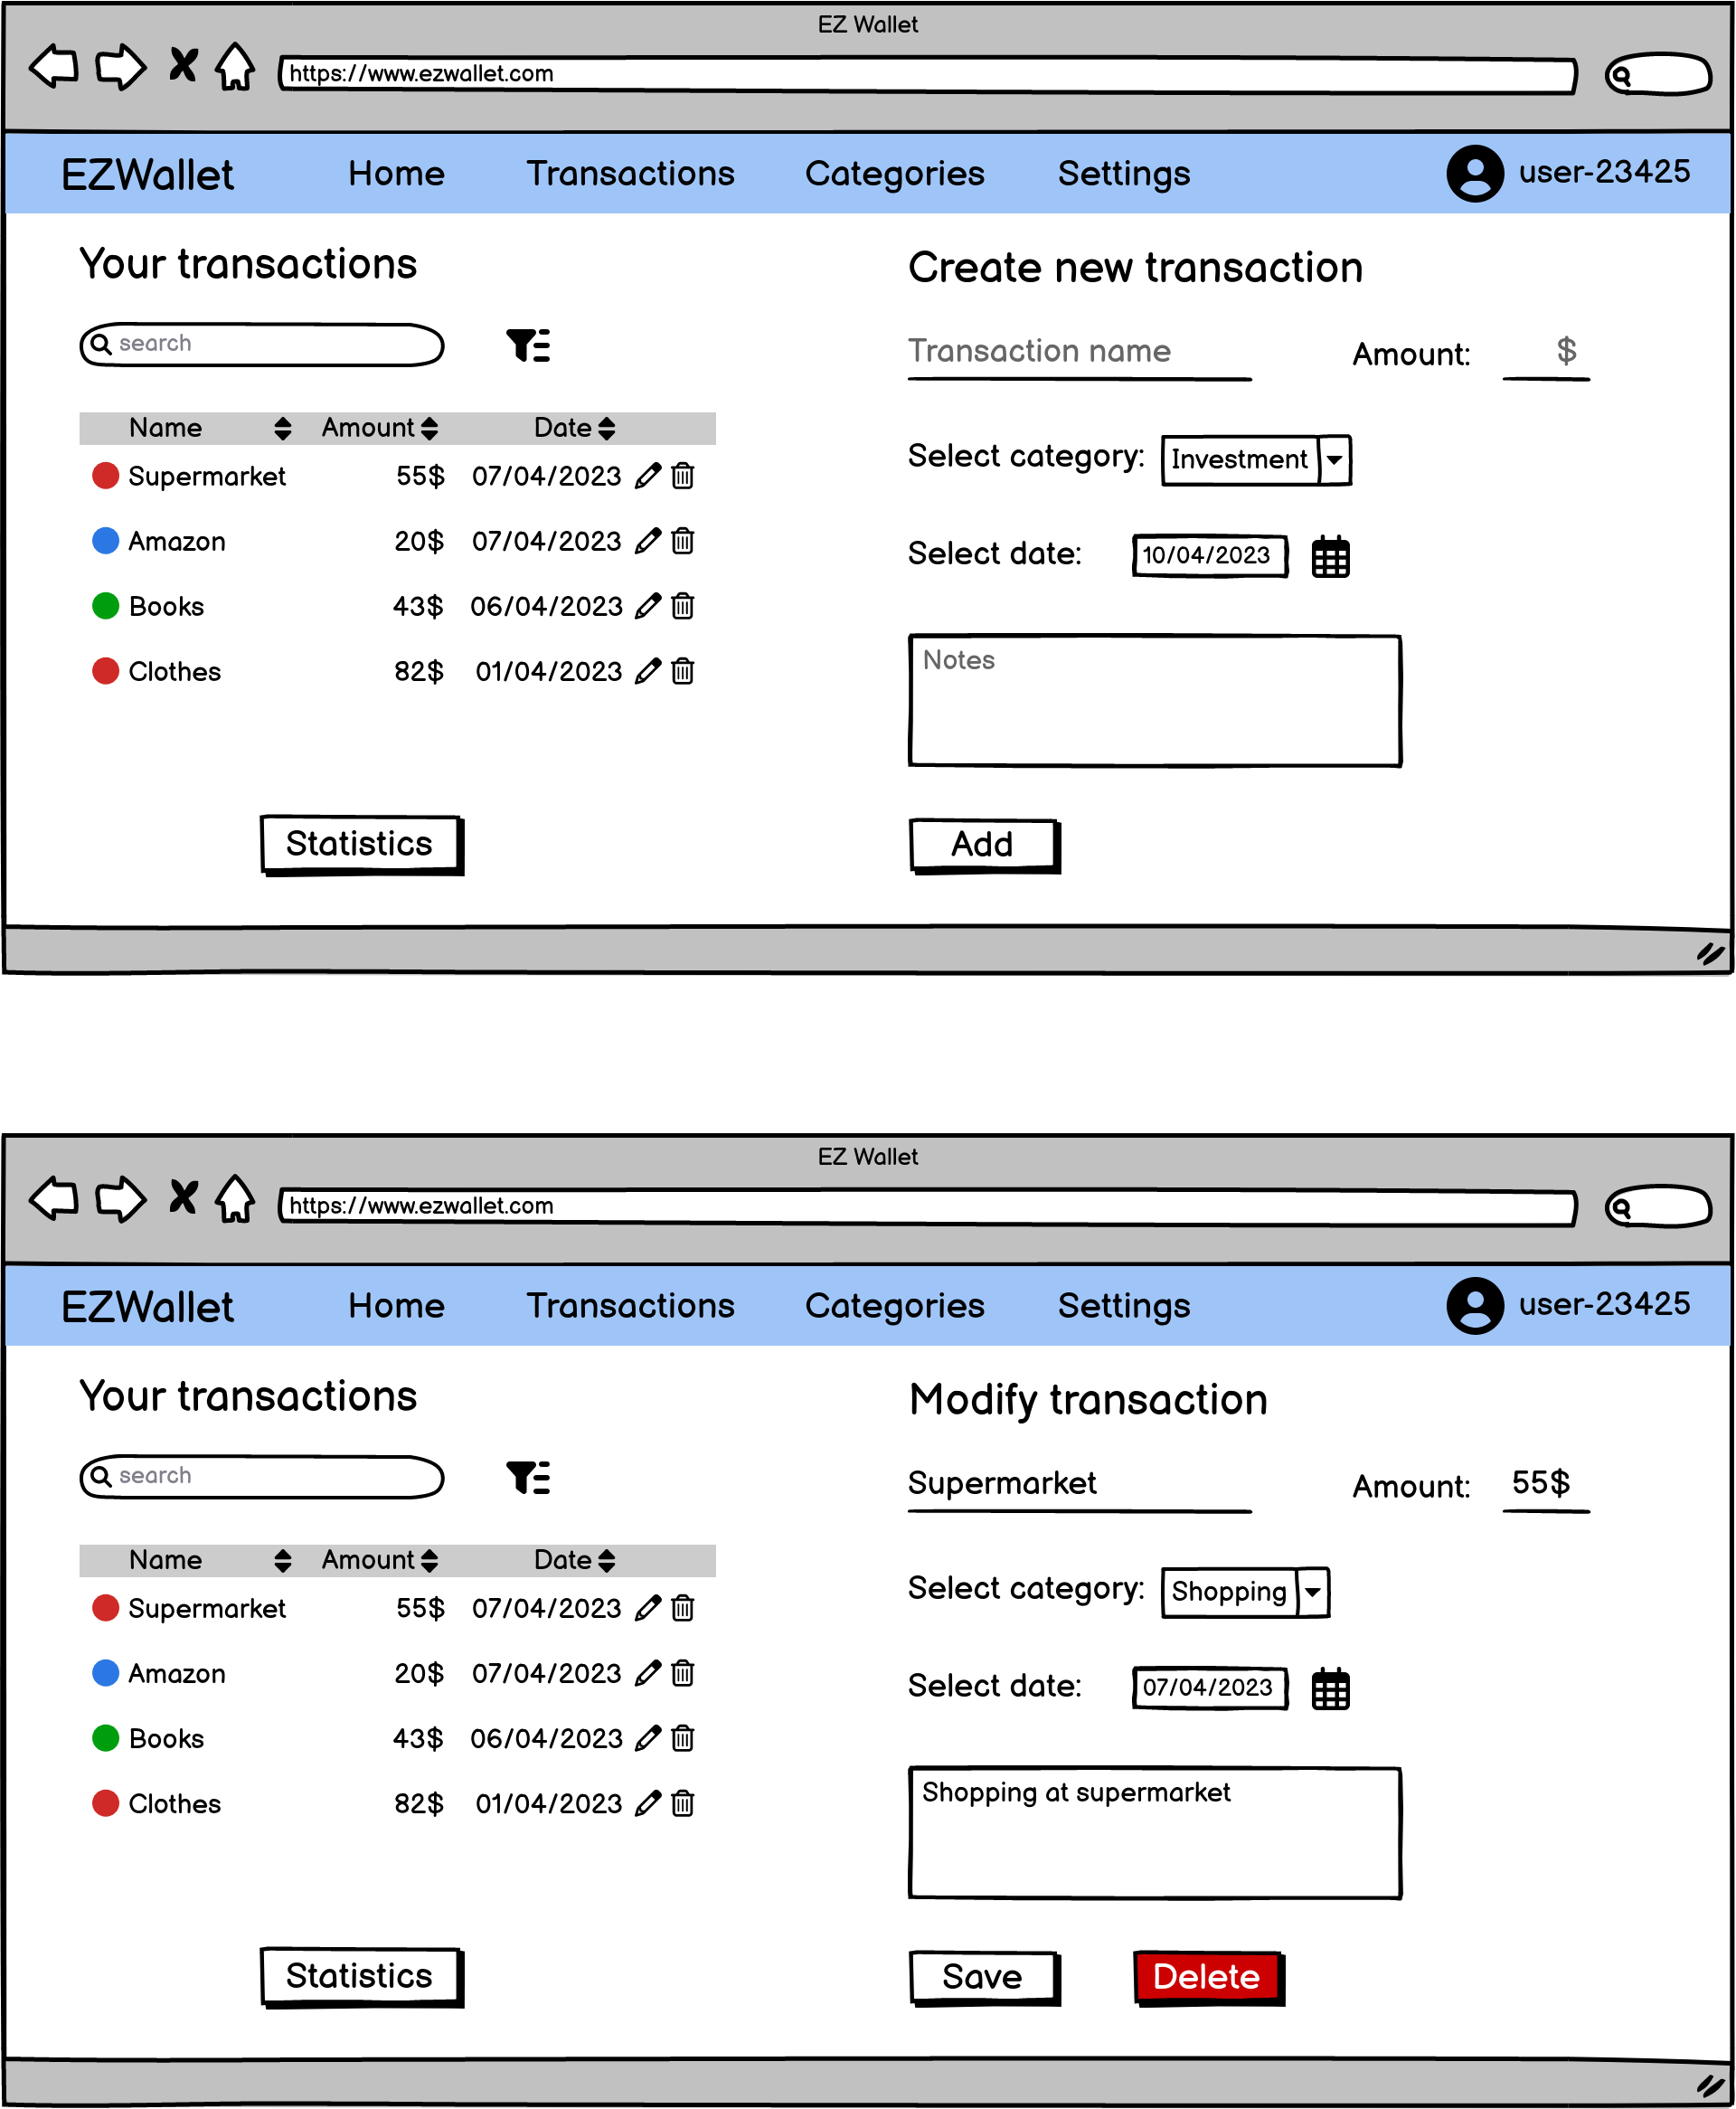 EZ Wallet
https://www.ezwallet.com
EZWallet Home Transactions Categories Settings user-23425
Your transactions
search
Name Amount Date
Supermarket 55$ 07/04/2023
Amazon 20$ 07/04/2023
Books 43$ 06/04/2023
Clothes 82$ 01/04/2023
Statistics
Create new transaction
Transaction name Amount: $
Select category: Investment
Select date: 10/04/2023
Notes
Add
EZ Wallet
https://www.ezwallet.com
EZWallet Home Transactions Categories Settings user-23425
Your transactions
search
Name Amount Date
Supermarket 55$ 07/04/2023
Amazon 20$ 07/04/2023
Books 43$ 06/04/2023
Clothes 82$ 01/04/2023
Statistics
Modify transaction
Supermarket Amount: 55$
Select category: Shopping
Select date: 07/04/2023
Shopping at supermarket
Save Delete